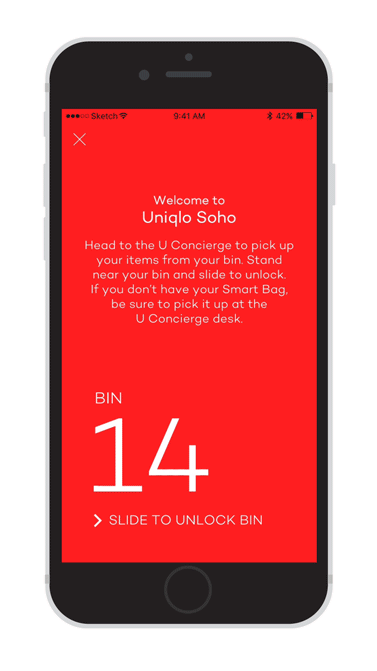 Sketch 9:41 AM 42%
Welcome to
Uniqlo Soho
Head to the U Concierge to pick up
your items from your bin. Stand
near your bin and slide to unlock.
If you don't have your Smart Bag,
be sure to pick it up at the
U Concierge desk.
BIN
14
SLIDE TO UNLOCK BIN